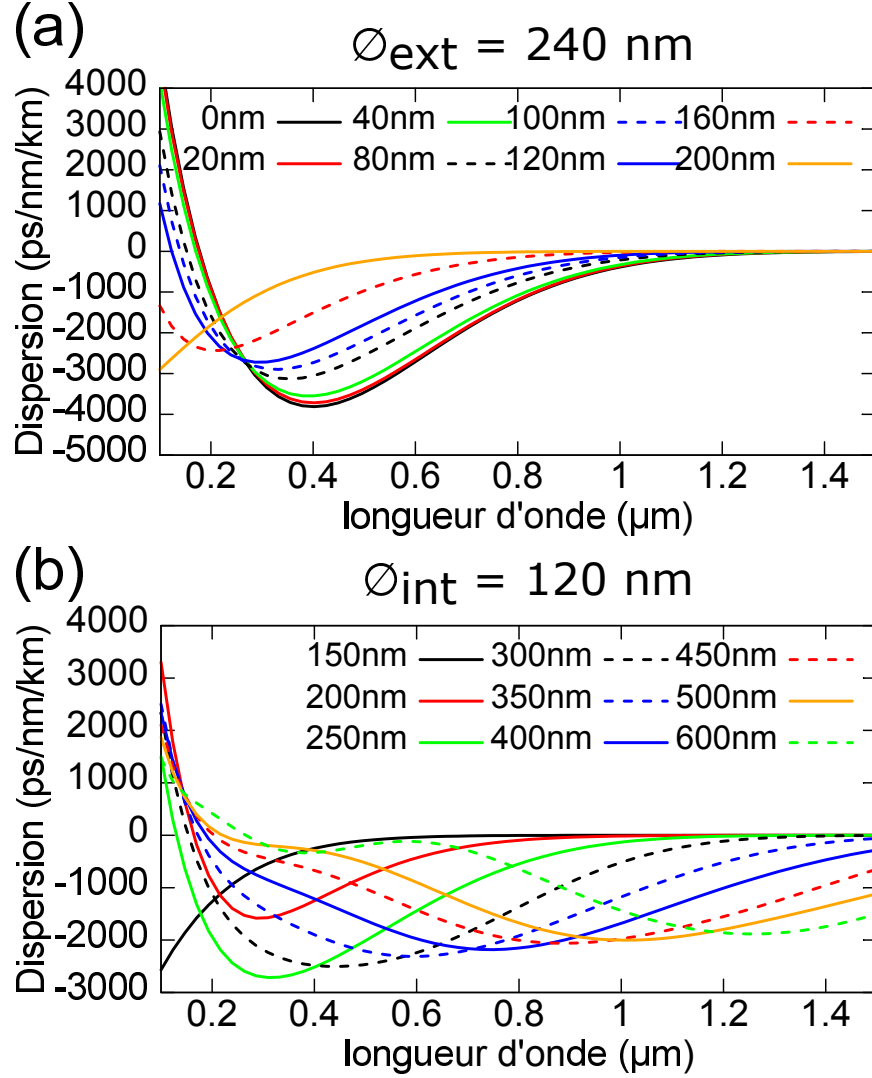 (a)
∅ext = 240 nm
4000
3000
2000
1000
0
-1000
-2000
-3000
-4000
-5000
Dispersion (ps/nm/km)
0nm 40nm 100nm 160nm
20nm 80nm 120nm 200nm
0.2 0.4 0.6 0.8 1 1.2 1.4
longueur d'onde (µm)
(b)
∅int = 120 nm
4000
3000
2000
1000
0
-1000
-2000
-3000
Dispersion (ps/nm/km)
150nm 300nm 450nm
200nm 350nm 500nm
250nm 400nm 600nm
0.2 0.4 0.6 0.8 1 1.2 1.4
longueur d'onde (µm)